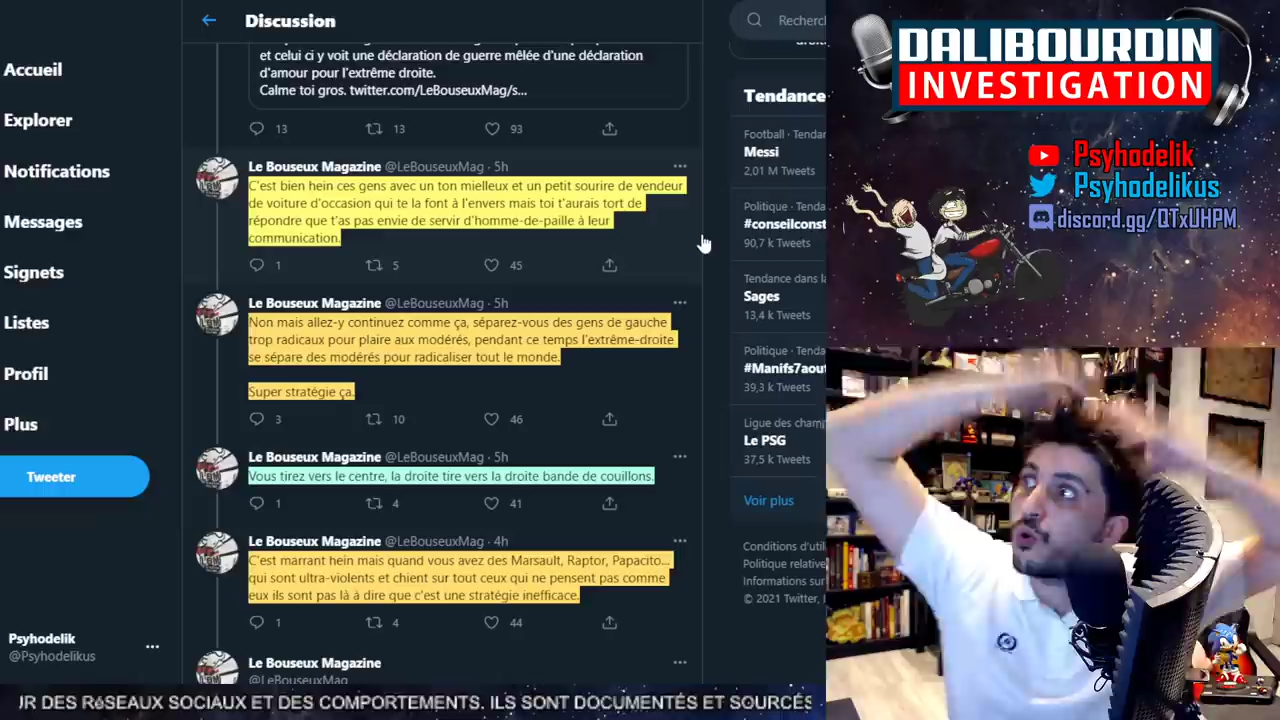 Discussion
Accueil
Explorer
Notifications
Messages
Signets
Listes
Profil
Plus
Tweeter
Psyhodelik
@Psyhodelikus
et celui ci y voit une déclaration de guerre mêlée d'une déclaration
d'amour pour l'extrême droite.
Calme toi gros. twitter.com/LeBouseuxMag/s...
13 13 93
Le Bouseux Magazine @LeBouseuxMag · 5h
C'est bien hein ces gens avec un ton mielleux et un petit sourire de vendeur
de voiture d'occasion qui te la font à l'envers mais toi t'aurais tort de
répondre que t'as pas envie de servir d'homme-de-paille à leur
communication.
1 5 45
Le Bouseux Magazine @LeBouseuxMag · 5h
Non mais allez-y continuez comme ça, séparez-vous des gens de gauche
trop radicaux pour plaire aux modérés, pendant ce temps l'extrême-droite
se sépare des modérés pour radicaliser tout le monde.
Super stratégie ça.
3 10 46
Le Bouseux Magazine @LeBouseuxMag · 5h
Vous tirez vers le centre, la droite tire vers la droite bande de couillons.
1 4 41
Le Bouseux Magazine @LeBouseuxMag · 4h
C'est marrant hein mais quand vous avez des Marsault, Raptor, Papacito...
qui sont ultra-violents et chient sur tout ceux qui ne pensent pas comme
eux ils sont pas là à dire que c'est une stratégie inefficace.
1 4 44
Le Bouseux Magazine
@LeBouseuxMag
Recherc
Tendance
Football · Tendar
Messi
2,01 M Tweets
Politique · Tenda
#conseilconst
90,7 k Tweets
Tendance dans la
Sages
13,4 k Tweets
Politique · Tenda
#Manifs7aout
39,3 k Tweets
Ligue des champ
Le PSG
37,5 k Tweets
Voir plus
Conditions d'utili
Politique relative
Informations sur
© 2021 Twitter, I
DALIBOURDIN
INVESTIGATION
Psyhodelik
Psyhodelikus
discord.gg/QTxUHPM
UR DES RéSEAUX SOCIAUX ET DES COMPORTEMENTS. ILS SONT DOCUMENTÉS ET SOURCÉS